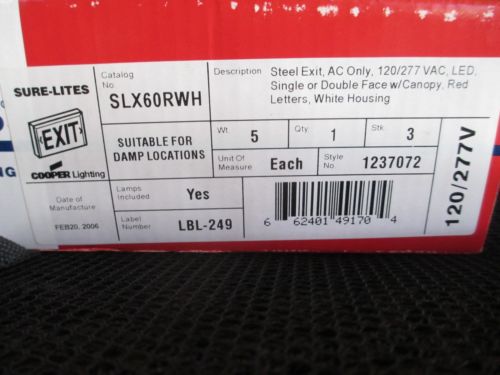 SURE-LITES
EXIT
COOPER Lighting
Date of
Manufacture
FEB20, 2006
Catalog
No.
SLX60RWH
SUITABLE FOR
DAMP LOCATIONS
Lamps
Included
Yes
Label
Number
LBL-249
Description
Steel Exit, AC Only, 120/277 VAC, LED,
Single or Double Face w/Canopy, Red
Letters, White Housing
Wt
5
Qty
1
Stk
3
Unit Of
Measure
Each
Style
No.
1237072
6 62401 49170 4
120/277V